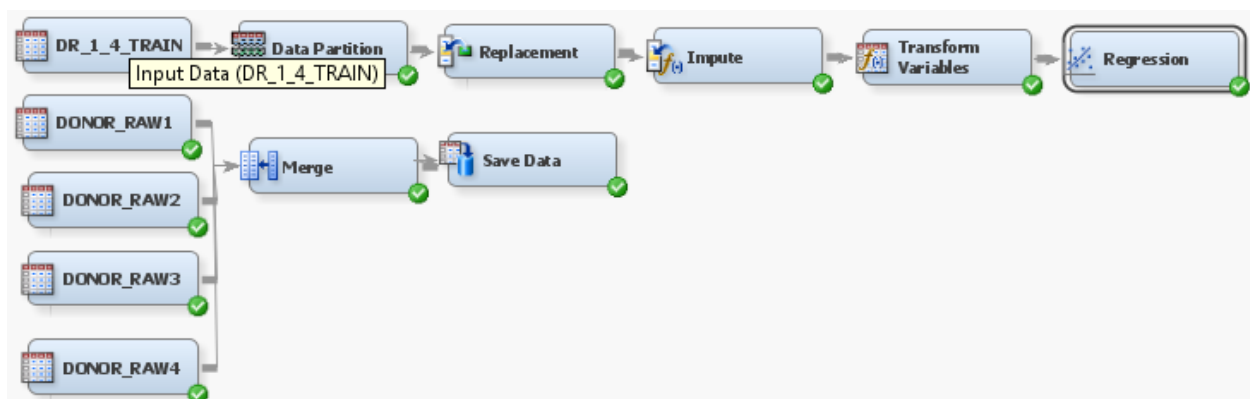 DR_1_4_TRAIN
Data Partition
Replacement
Impute
Transform
Variables
Regression
Input Data (DR_1_4_TRAIN)
DONOR_RAW1
Merge
Save Data
DONOR_RAW2
DONOR_RAW3
DONOR_RAW4